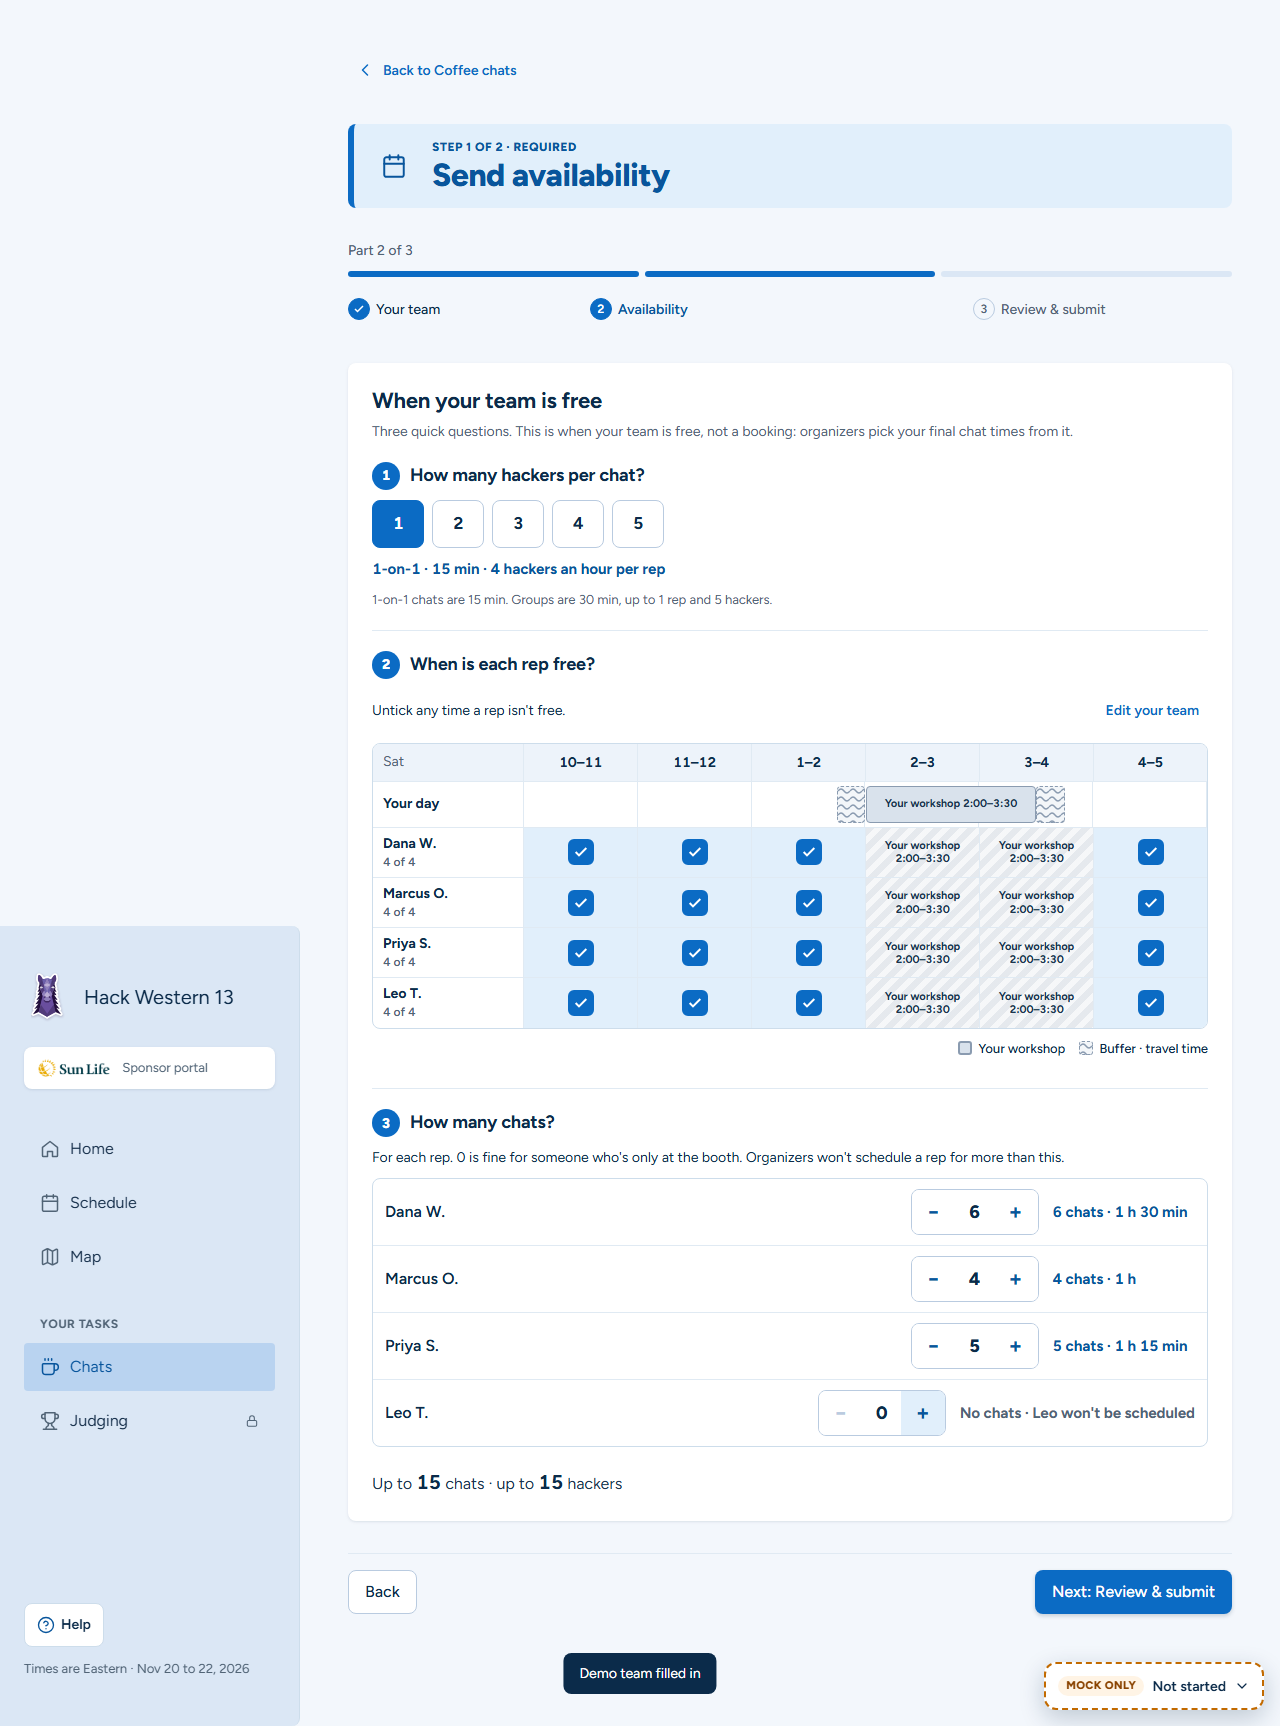 Back to Coffee chats
STEP 1 OF 2 · REQUIRED
Send availability
Part 2 of 3
Your team
2 Availability
3 Review & submit
When your team is free
Three quick questions. This is when your team is free, not a booking: organizers pick your final chat times from it.
1 How many hackers per chat?
1 2 3 4 5
1-on-1 · 15 min · 4 hackers an hour per rep
1-on-1 chats are 15 min. Groups are 30 min, up to 1 rep and 5 hackers.
2 When is each rep free?
Untick any time a rep isn't free.
Edit your team
Sat 10–11 11–12 1–2 2–3 3–4 4–5
Your day Your workshop 2:00–3:30
Dana W.
4 of 4
Your workshop
2:00–3:30
Your workshop
2:00–3:30
Marcus O.
4 of 4
Your workshop
2:00–3:30
Your workshop
2:00–3:30
Priya S.
4 of 4
Your workshop
2:00–3:30
Your workshop
2:00–3:30
Leo T.
4 of 4
Your workshop
2:00–3:30
Your workshop
2:00–3:30
Your workshop
Buffer · travel time
3 How many chats?
For each rep. 0 is fine for someone who's only at the booth. Organizers won't schedule a rep for more than this.
Dana W. − 6 + 6 chats · 1 h 30 min
Marcus O. − 4 + 4 chats · 1 h
Priya S. − 5 + 5 chats · 1 h 15 min
Leo T. − 0 + No chats · Leo won't be scheduled
Up to 15 chats · up to 15 hackers
Back
Next: Review & submit
Hack Western 13
Sun Life Sponsor portal
Home
Schedule
Map
YOUR TASKS
Chats
Judging
Help
Times are Eastern · Nov 20 to 22, 2026
Demo team filled in
MOCK ONLY Not started